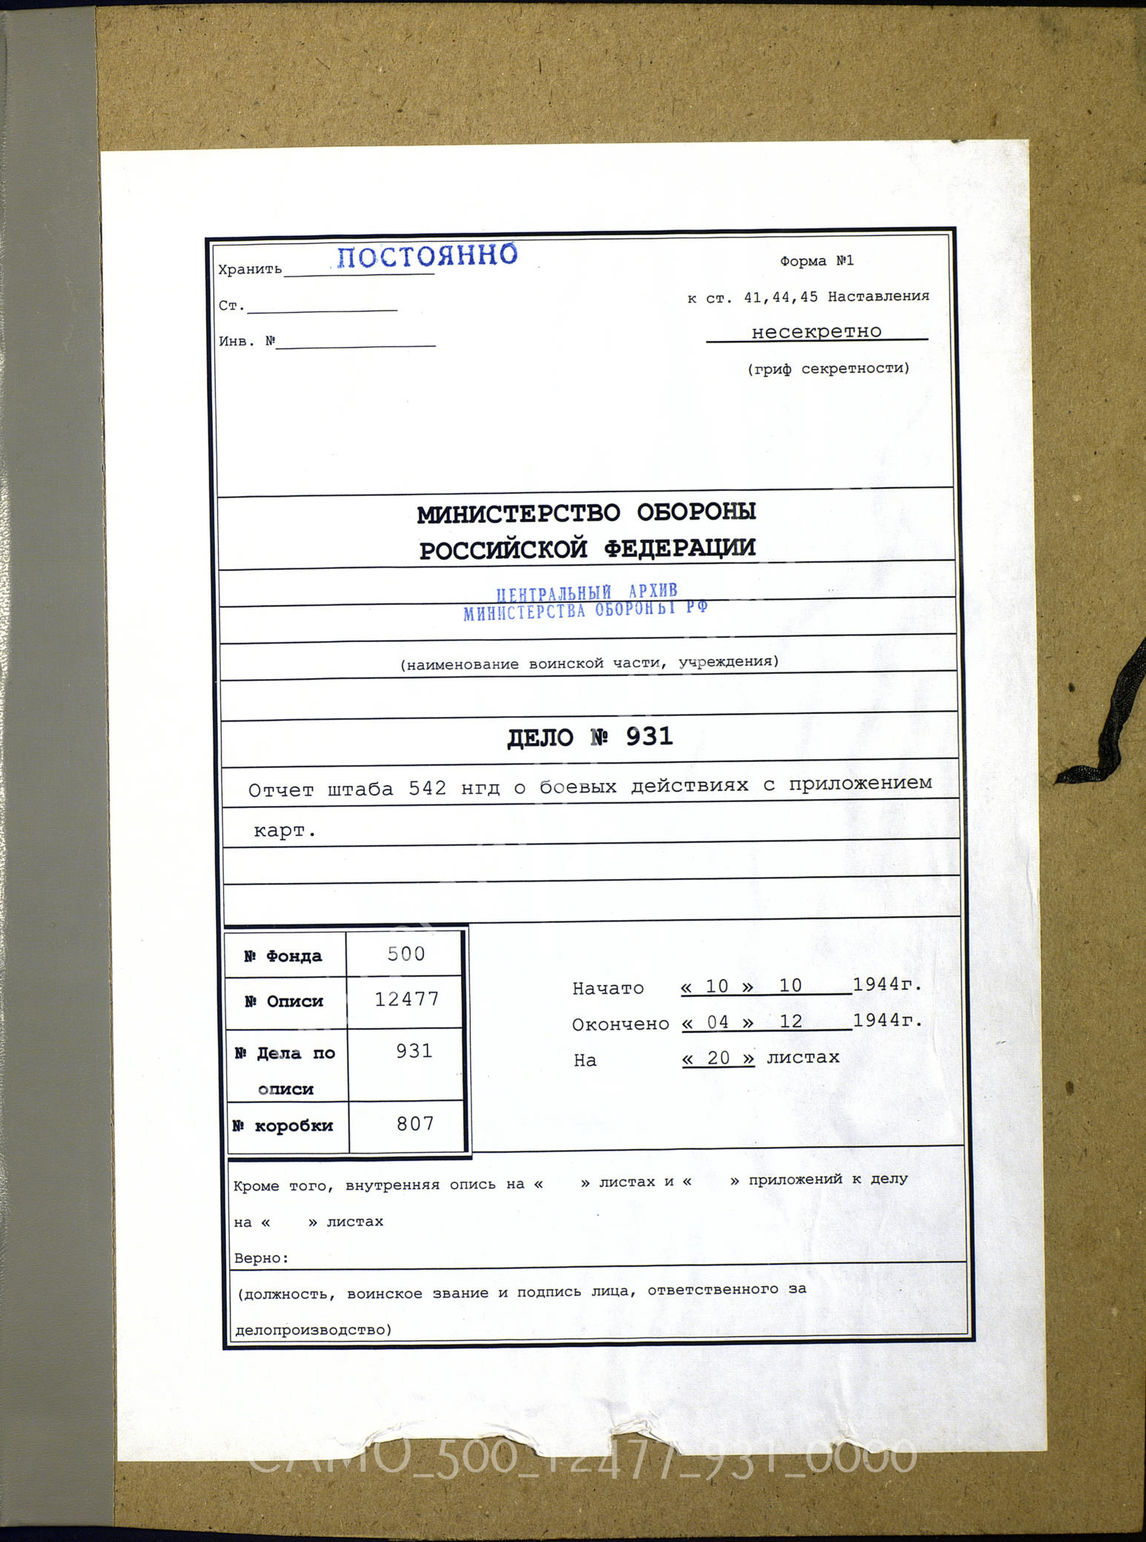 Хранить ПОСТОЯННО
Ст.
Инв. №
Форма №1
к ст. 41,44,45 Наставления
несекретно
(гриф секретности)
МИНИСТЕРСТВО ОБОРОНЫ
РОССИЙСКОЙ ФЕДЕРАЦИИ
ЦЕНТРАЛЬНЫЙ АРХИВ
МИНИСТЕРСТВА ОБОРОНЫ РФ
(наименование воинской части, учреждения)
ДЕЛО № 931
Отчет штаба 542 нгд о боевых действиях с приложением
карт.
№ Фонда 500
№ Описи 12477
№ Дела по 931
описи
№ коробки 807
Начато « 10 » 10 1944г.
Окончено « 04 » 12 1944г.
На « 20 » листах
Кроме того, внутренняя опись на « » листах и « » приложений к делу
на « » листах
Верно:
(должность, воинское звание и подпись лица, ответственного за
делопроизводство)
CAMO_500_12477_931_0000